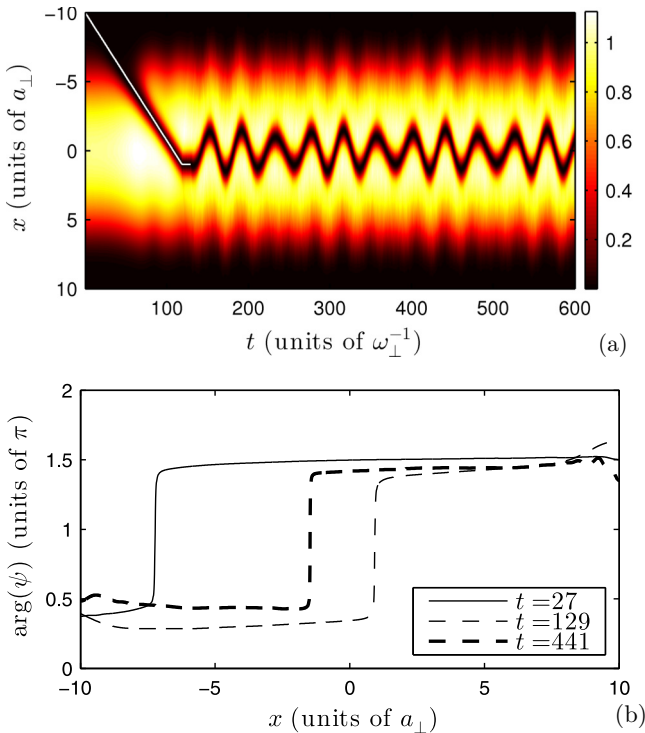 −10
−5
0
5
10
x (units of a⊥)
100 200 300 400 500 600
t (units of ω⊥⁻¹)
1
0.8
0.6
0.4
0.2
(a)
2
1.5
1
0.5
0
arg(ψ) (units of π)
−10 −5 0 5 10
x (units of a⊥)
t =27
t =129
t =441
(b)